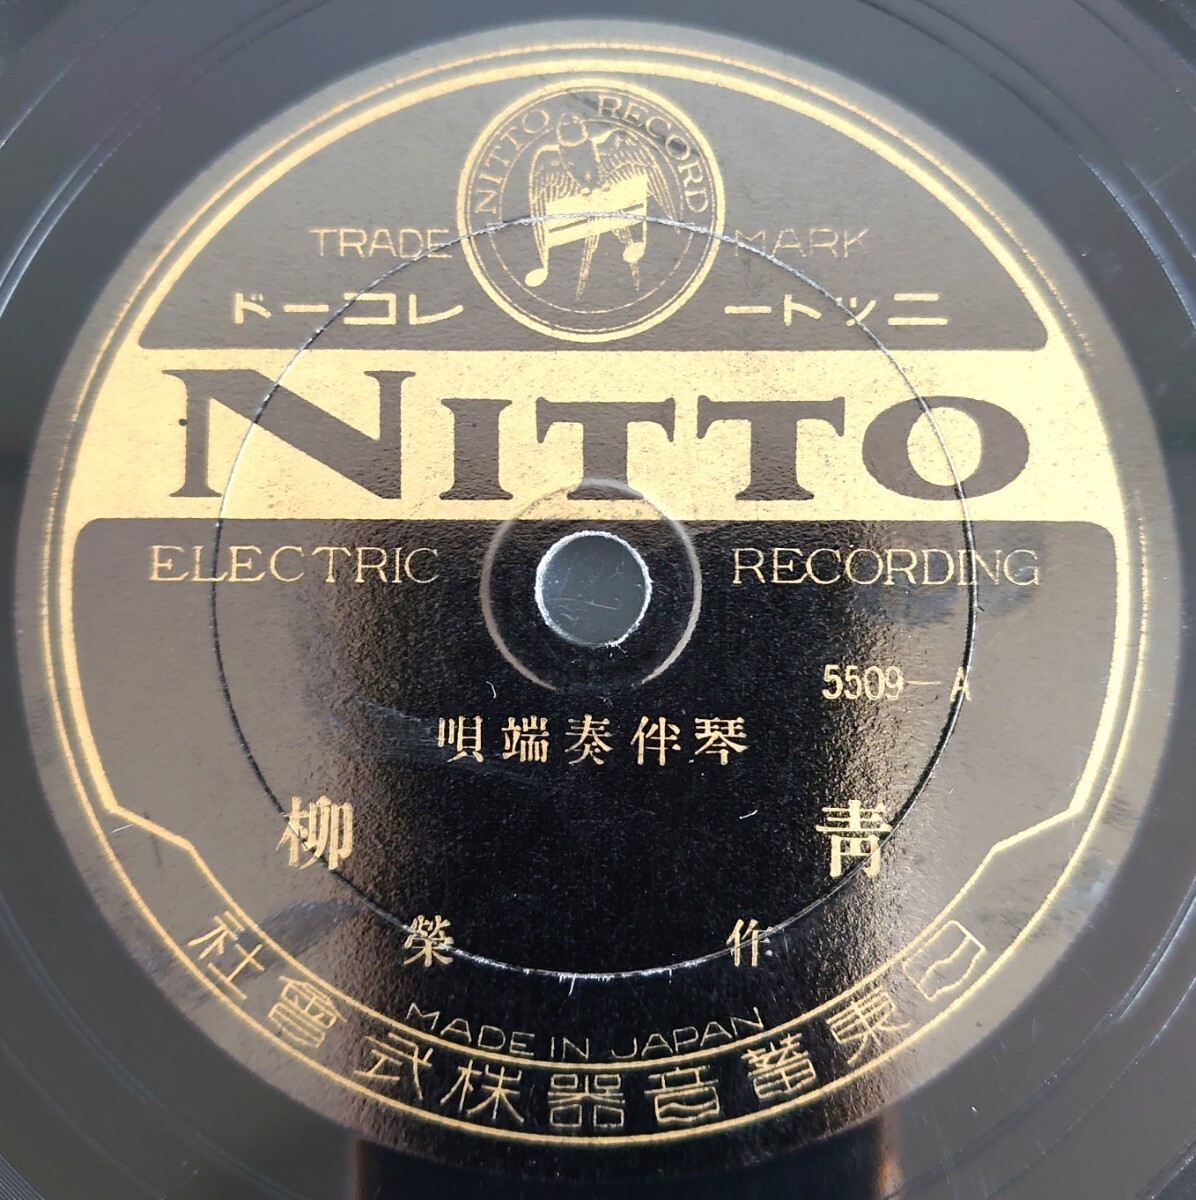 NITTO RECORD
TRADE MARK
ニットー レコード
NITTO
ELECTRIC RECORDING
5509-A
琴伴奏端唄
青柳
作榮
MADE IN JAPAN
日東蓄音器株式會社